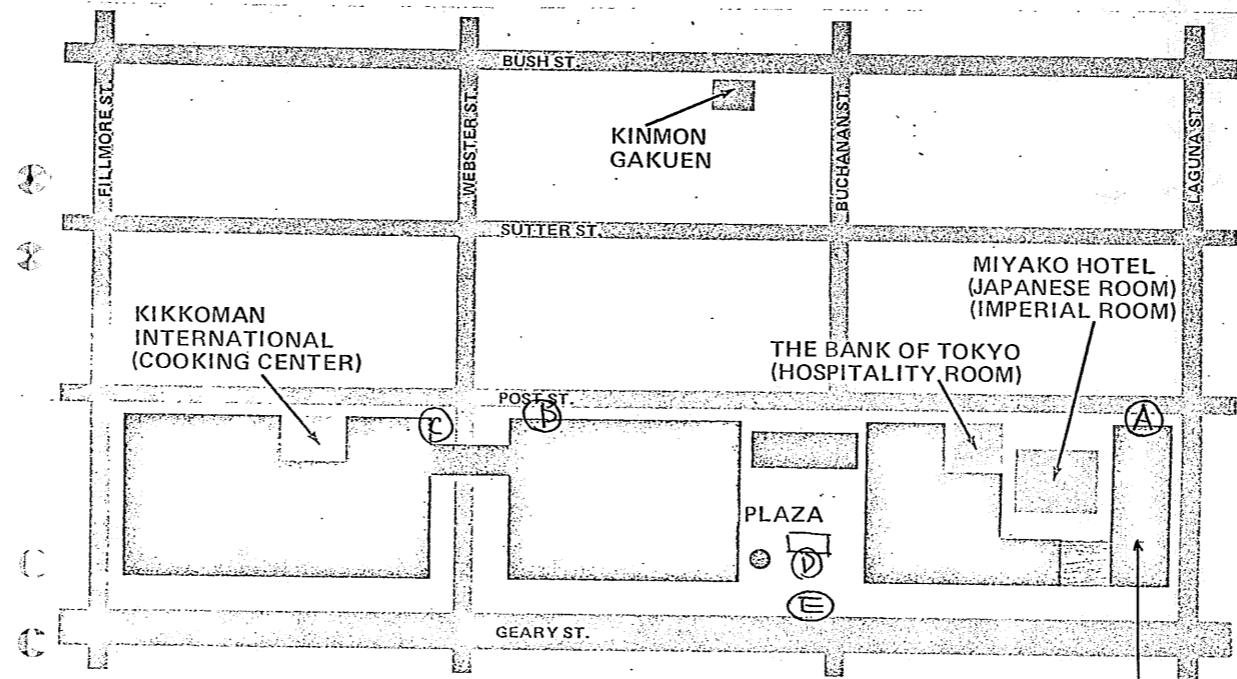 BUSH ST.
FILLMORE ST.
WEBSTER ST.
BUCHANAN ST.
LAGUNA ST.
KINMON
GAKUEN
SUTTER ST.
MIYAKO HOTEL
(JAPANESE ROOM)
(IMPERIAL ROOM)
KIKKOMAN
INTERNATIONAL
(COOKING CENTER)
THE BANK OF TOKYO
(HOSPITALITY ROOM)
POST ST.
C
B
A
PLAZA
D
E
GEARY ST.